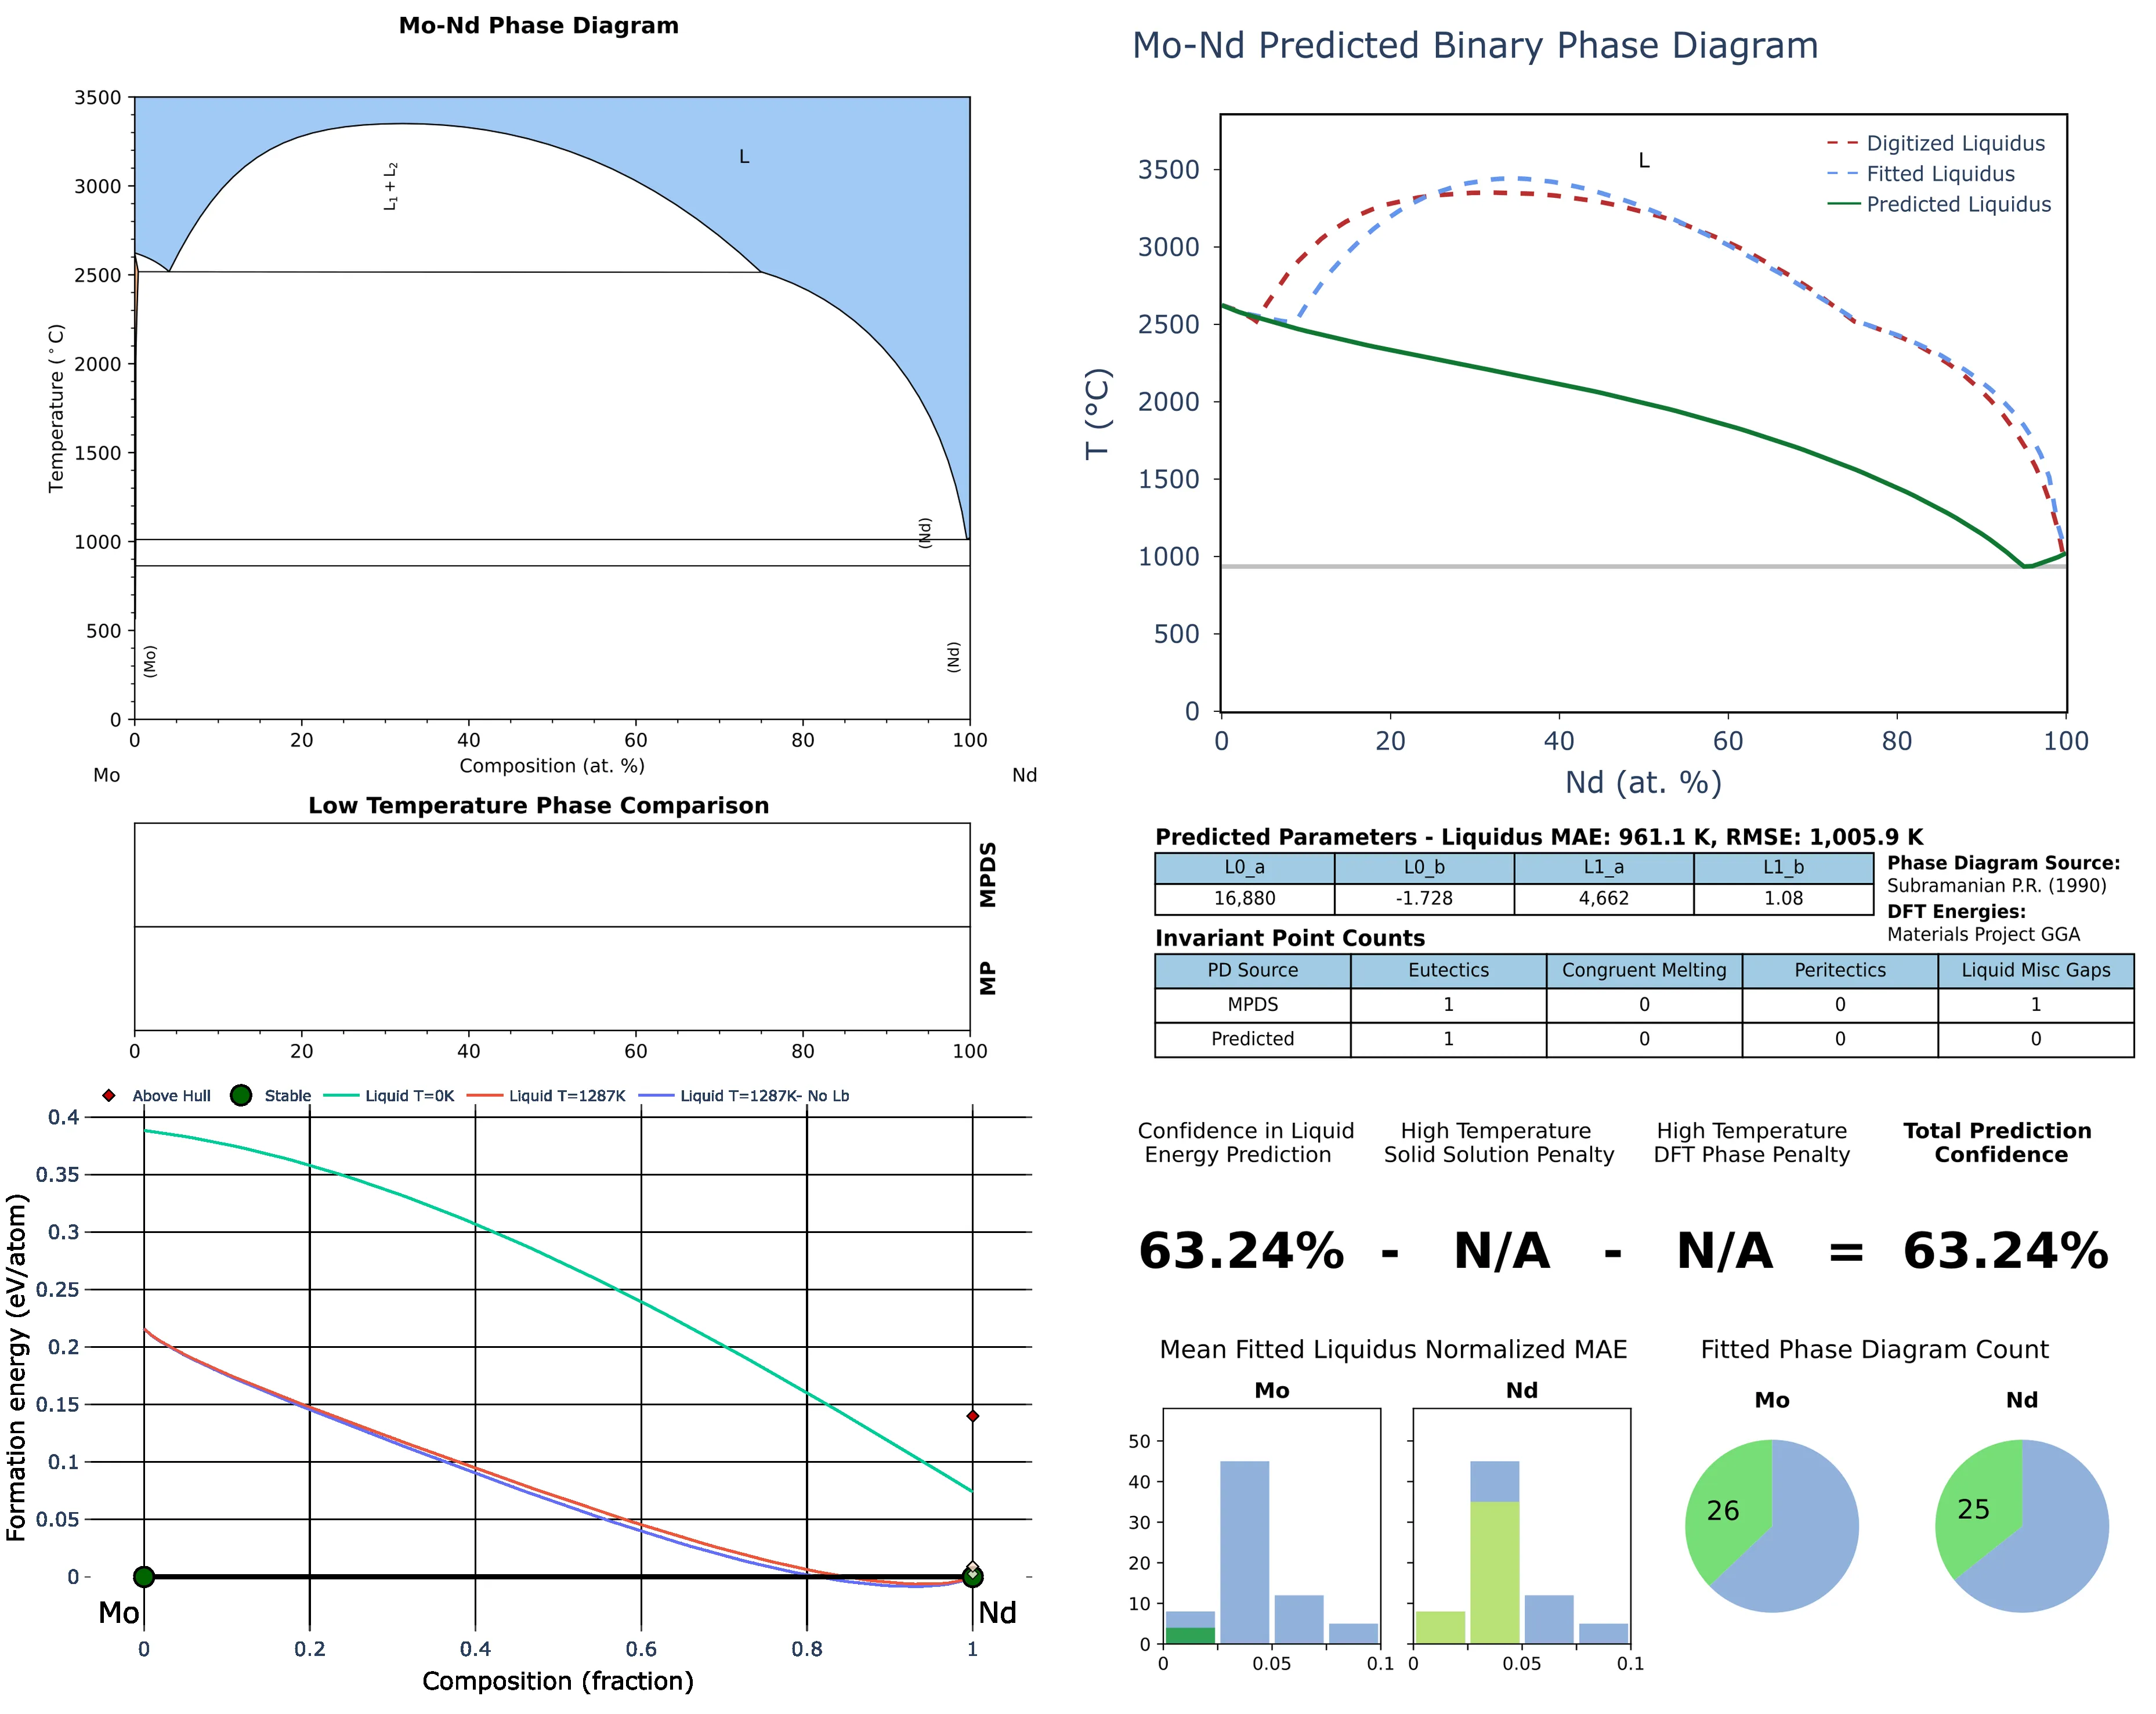 Mo-Nd Phase Diagram
3500
3000
2500
2000
1500
1000
500
0
Temperature (°C)
L
L₁ + L₂
(Nd)
(Mo)
(Nd)
0 20 40 60 80 100
Composition (at. %)
Mo Nd
Mo-Nd Predicted Binary Phase Diagram
3500
3000
2500
2000
1500
1000
500
0
T (°C)
L
Digitized Liquidus
Fitted Liquidus
Predicted Liquidus
0 20 40 60 80 100
Nd (at. %)
Low Temperature Phase Comparison
MPDS
MP
0 20 40 60 80 100
Predicted Parameters - Liquidus MAE: 961.1 K, RMSE: 1,005.9 K
L0_a L0_b L1_a L1_b
16,880 -1.728 4,662 1.08
Phase Diagram Source:
Subramanian P.R. (1990)
DFT Energies:
Materials Project GGA
Invariant Point Counts
PD Source Eutectics Congruent Melting Peritectics Liquid Misc Gaps
MPDS 1 0 0 1
Predicted 1 0 0 0
Above Hull Stable Liquid T=0K Liquid T=1287K Liquid T=1287K- No Lb
0.4
0.35
0.3
0.25
0.2
0.15
0.1
0.05
0
Formation energy (eV/atom)
Mo Nd
0 0.2 0.4 0.6 0.8 1
Composition (fraction)
Confidence in Liquid
Energy Prediction
High Temperature
Solid Solution Penalty
High Temperature
DFT Phase Penalty
Total Prediction
Confidence
63.24% - N/A - N/A = 63.24%
Mean Fitted Liquidus Normalized MAE
Mo Nd
50
40
30
20
10
0
0 0.05 0.1 0 0.05 0.1
Fitted Phase Diagram Count
Mo Nd
26 25